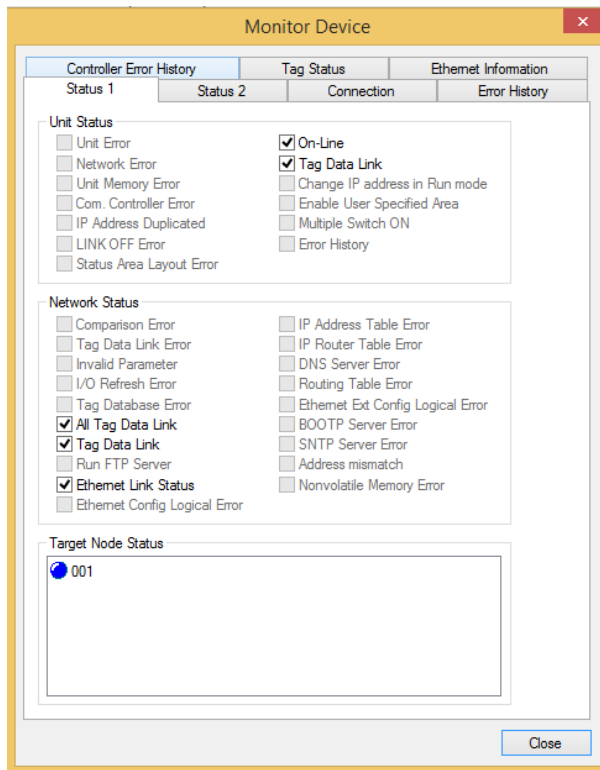 Monitor Device
Controller Error History Tag Status Ethernet Information
Status 1 Status 2 Connection Error History
Unit Status
Unit Error On-Line
Network Error Tag Data Link
Unit Memory Error Change IP address in Run mode
Com. Controller Error Enable User Specified Area
IP Address Duplicated Multiple Switch ON
LINK OFF Error Error History
Status Area Layout Error
Network Status
Comparison Error IP Address Table Error
Tag Data Link Error IP Router Table Error
Invalid Parameter DNS Server Error
I/O Refresh Error Routing Table Error
Tag Database Error Ethernet Ext Config Logical Error
All Tag Data Link BOOTP Server Error
Tag Data Link SNTP Server Error
Run FTP Server Address mismatch
Ethernet Link Status Nonvolatile Memory Error
Ethernet Config Logical Error
Target Node Status
001
Close